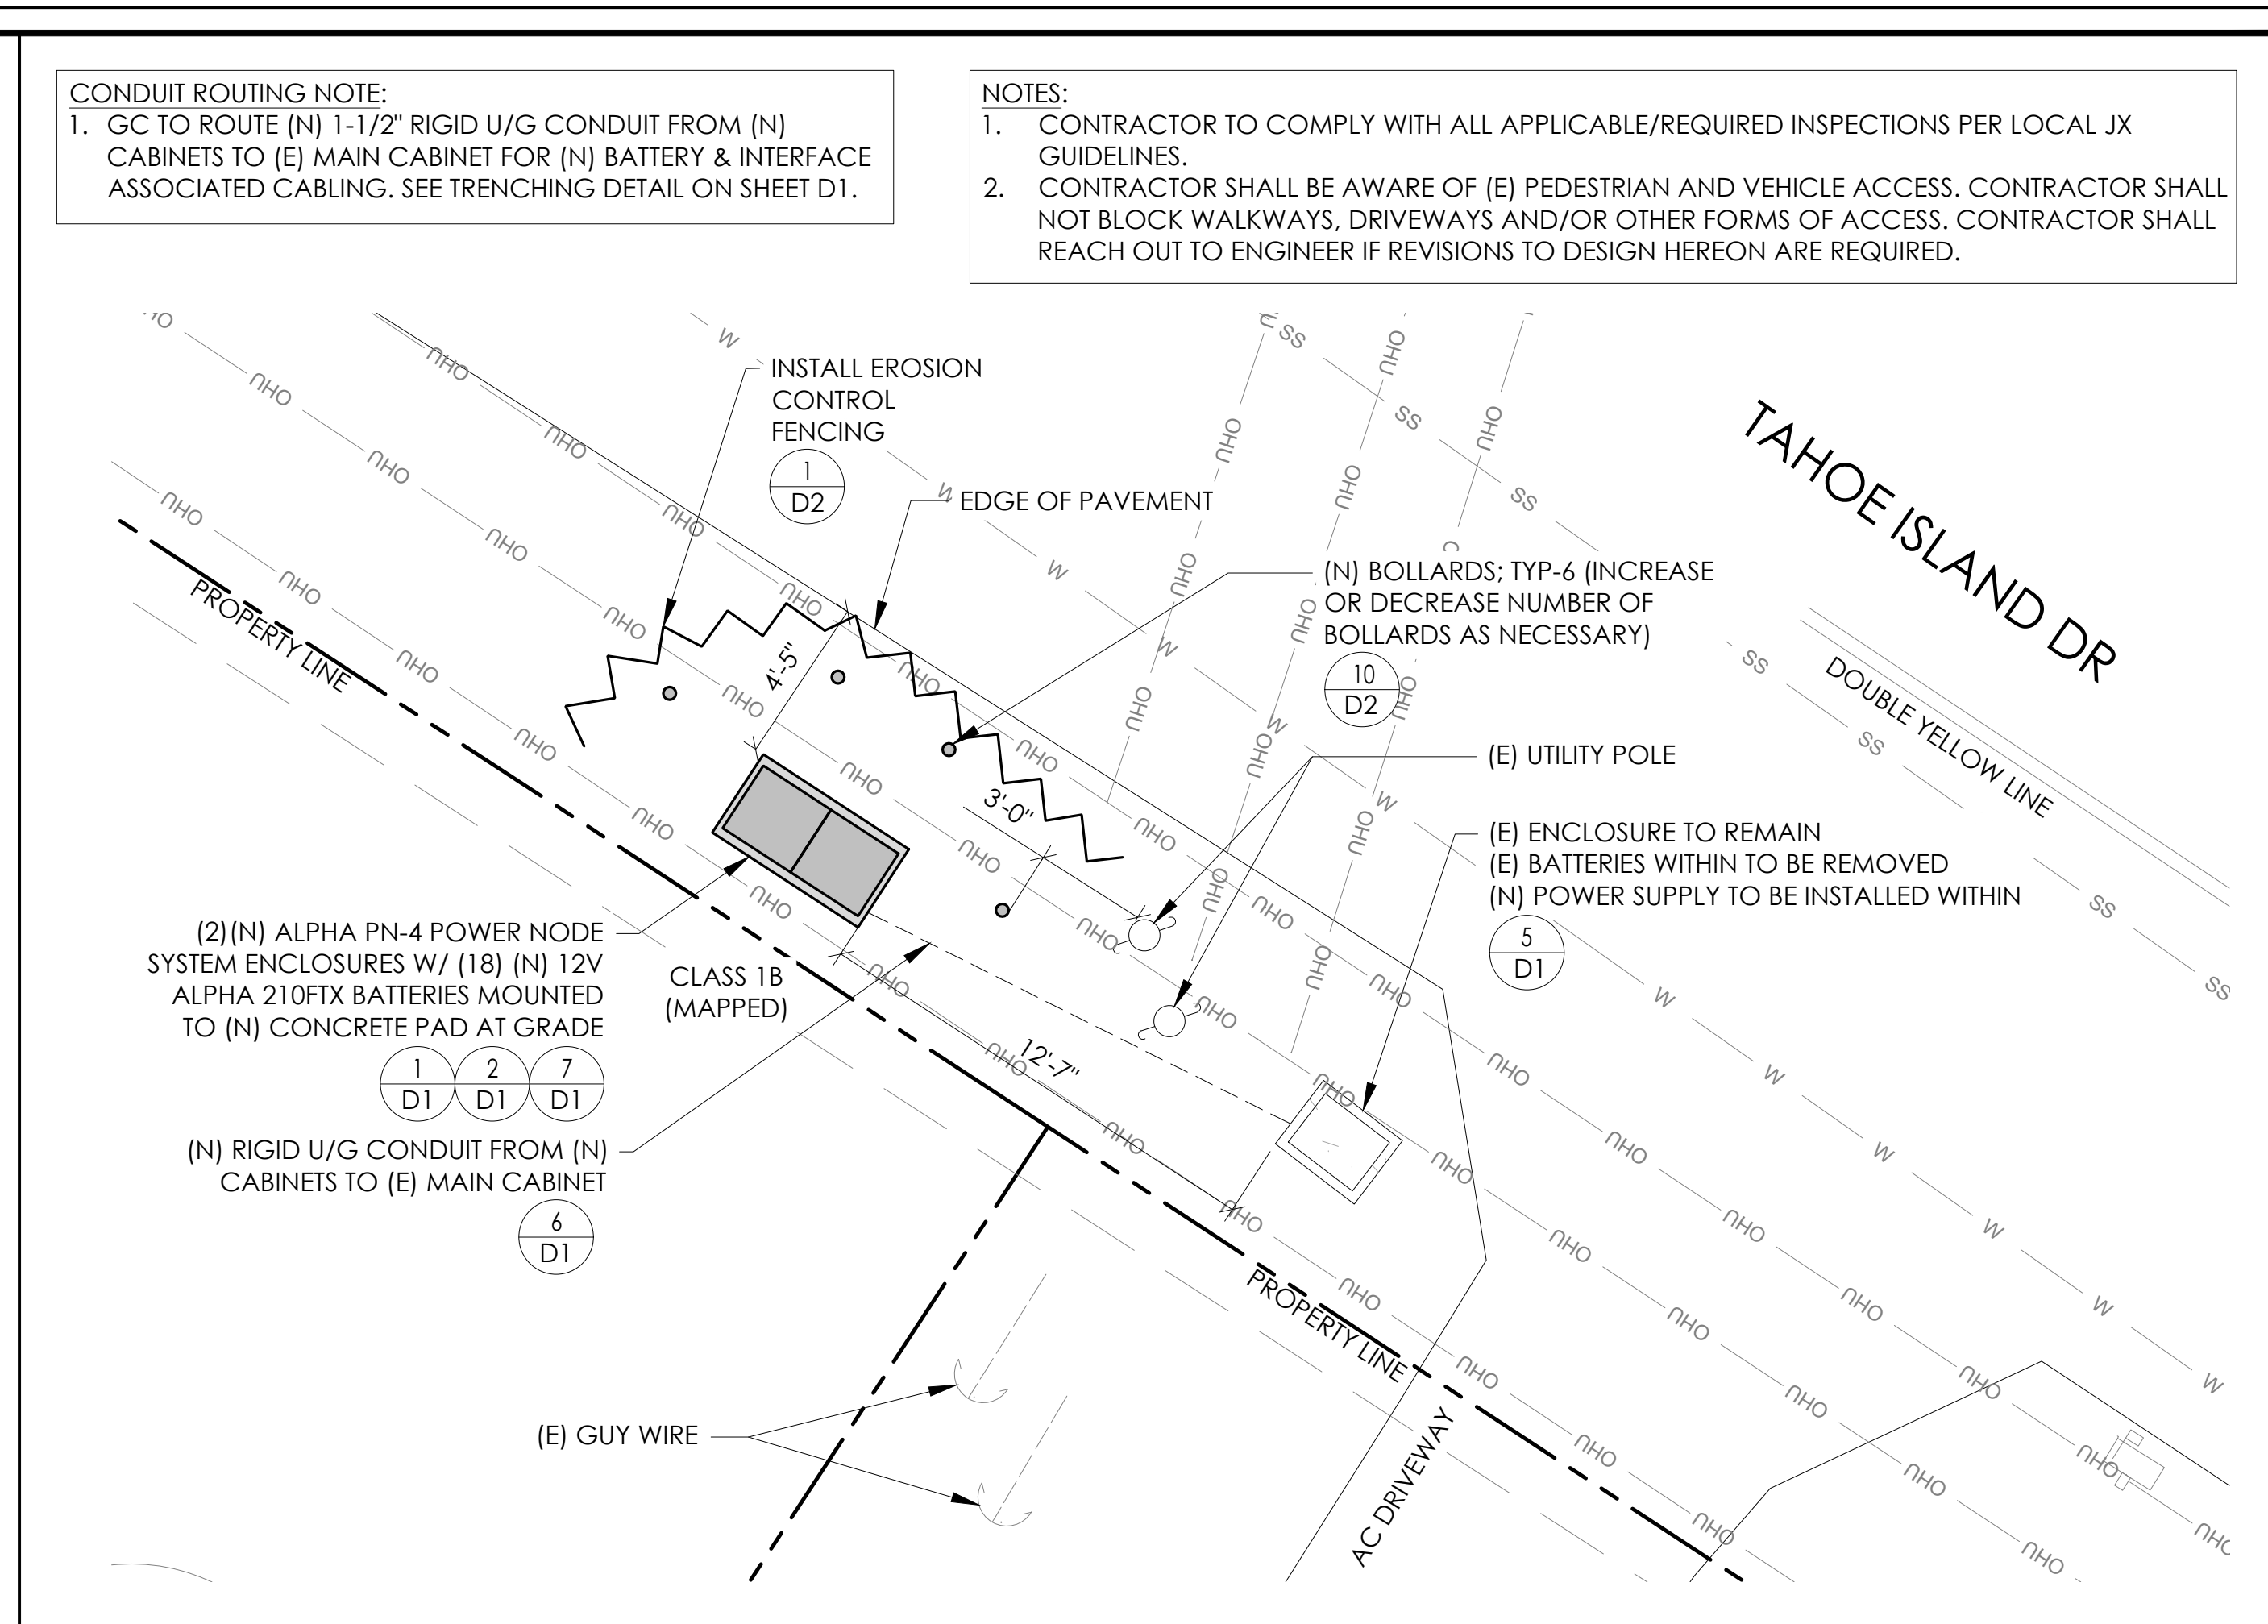 CONDUIT ROUTING NOTE:
1. GC TO ROUTE (N) 1-1/2" RIGID U/G CONDUIT FROM (N)
CABINETS TO (E) MAIN CABINET FOR (N) BATTERY & INTERFACE
ASSOCIATED CABLING. SEE TRENCHING DETAIL ON SHEET D1.
NOTES:
1. CONTRACTOR TO COMPLY WITH ALL APPLICABLE/REQUIRED INSPECTIONS PER LOCAL JX
GUIDELINES.
2. CONTRACTOR SHALL BE AWARE OF (E) PEDESTRIAN AND VEHICLE ACCESS. CONTRACTOR SHALL
NOT BLOCK WALKWAYS, DRIVEWAYS AND/OR OTHER FORMS OF ACCESS. CONTRACTOR SHALL
REACH OUT TO ENGINEER IF REVISIONS TO DESIGN HEREON ARE REQUIRED.
INSTALL EROSION
CONTROL
FENCING
1
D2
EDGE OF PAVEMENT
TAHOE ISLAND DR
DOUBLE YELLOW LINE
(N) BOLLARDS; TYP-6 (INCREASE
OR DECREASE NUMBER OF
BOLLARDS AS NECESSARY)
10
D2
PROPERTY LINE
4'-5"
3'-0"
(E) UTILITY POLE
(E) ENCLOSURE TO REMAIN
(E) BATTERIES WITHIN TO BE REMOVED
(N) POWER SUPPLY TO BE INSTALLED WITHIN
5
D1
(2)(N) ALPHA PN-4 POWER NODE
SYSTEM ENCLOSURES W/ (18) (N) 12V
ALPHA 210FTX BATTERIES MOUNTED
TO (N) CONCRETE PAD AT GRADE
1
D1
2
D1
7
D1
CLASS 1B
(MAPPED)
12'-7"
(N) RIGID U/G CONDUIT FROM (N)
CABINETS TO (E) MAIN CABINET
6
D1
PROPERTY LINE
(E) GUY WIRE
AC DRIVEWAY
OHU
W
SS